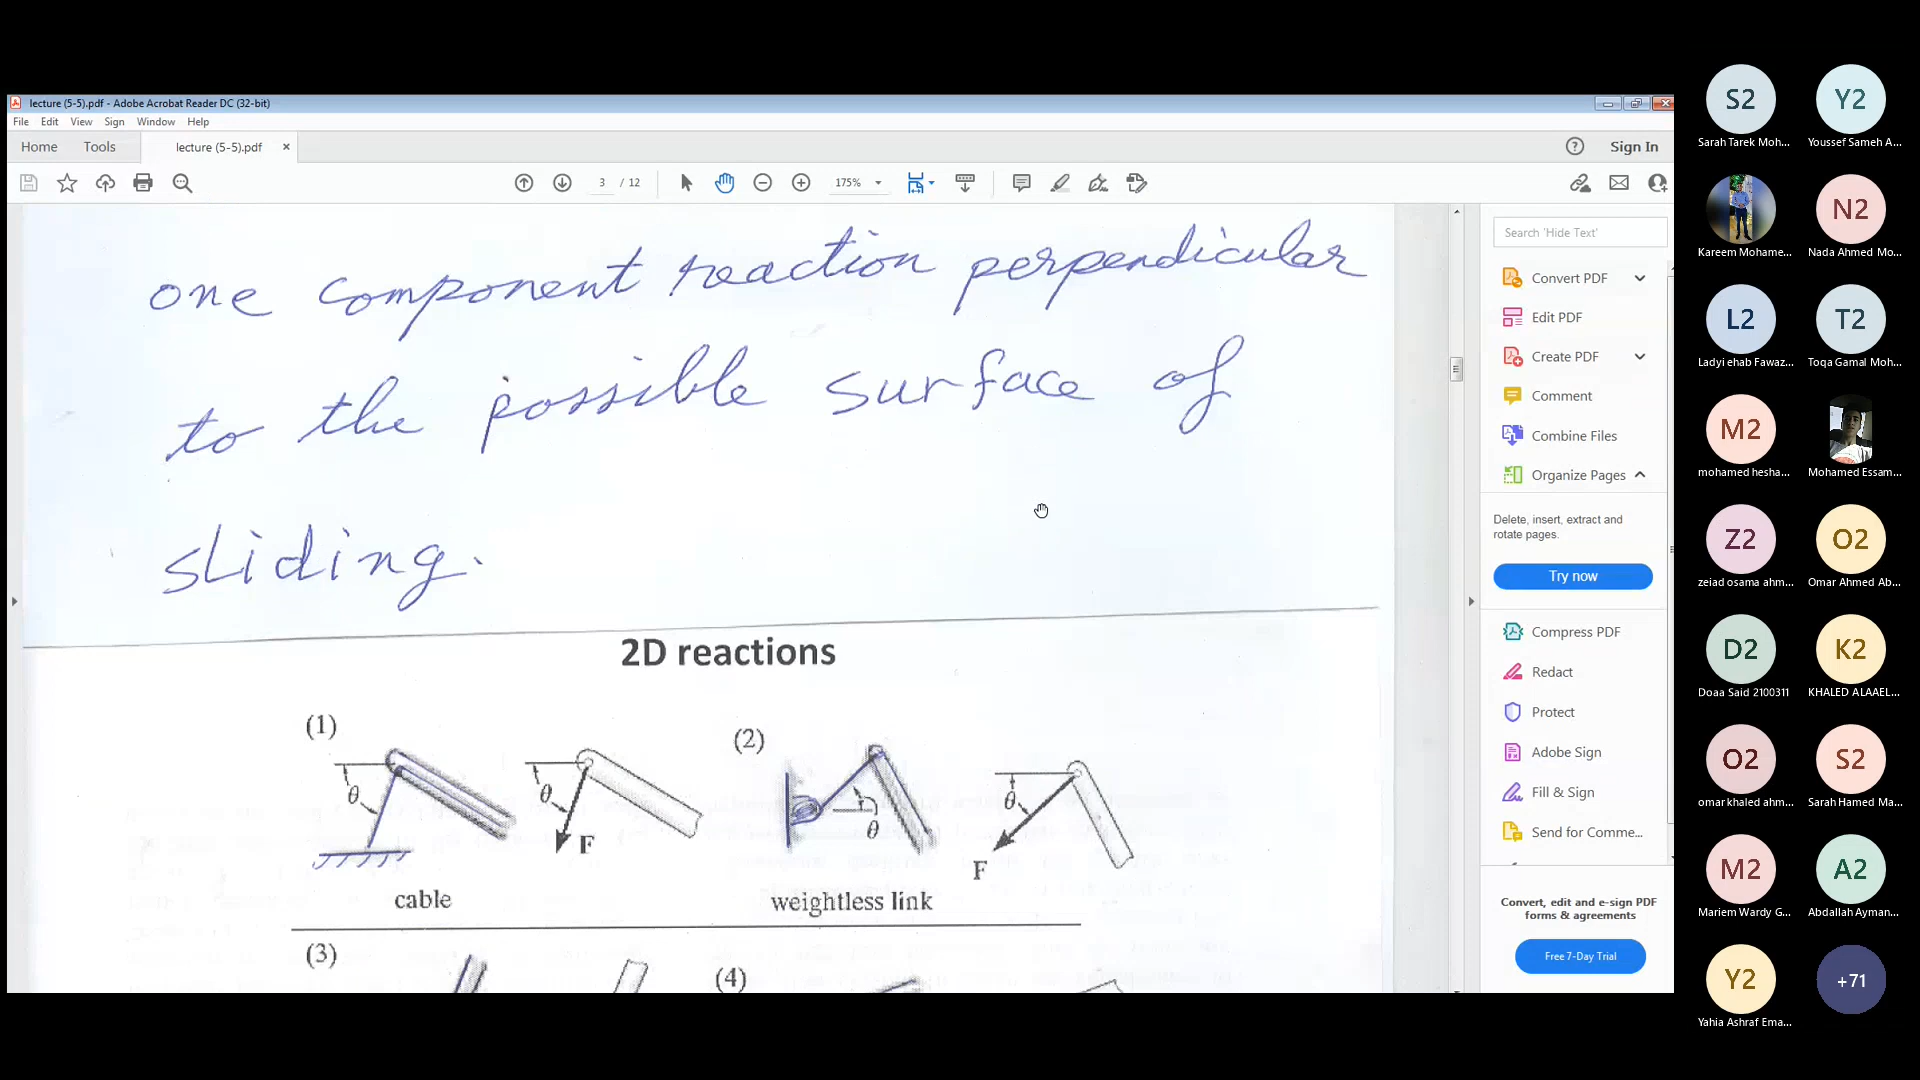 lecture (5-5).pdf - Adobe Acrobat Reader DC (32-bit)
File Edit View Sign Window Help
Home Tools lecture (5-5).pdf × Sign In
3 / 12 175%
one component reaction perpendicular
to the possible surface of
sliding.
2D reactions
(1) (2)
θ θ θ θ
F F
cable weightless link
(3) (4)
Search 'Hide Text'
Convert PDF
Edit PDF
Create PDF
Comment
Combine Files
Organize Pages
Delete, insert, extract and
rotate pages.
Try now
Compress PDF
Redact
Protect
Adobe Sign
Fill & Sign
Send for Comme...
Convert, edit and e-sign PDF
forms & agreements
Free 7-Day Trial
S2 Y2
Sarah Tarek Moh... Youssef Sameh A...
N2
Kareem Mohame... Nada Ahmed Mo...
L2 T2
Ladyi ehab Fawaz... Toqa Gamal Moh...
M2
mohamed hesha... Mohamed Essam...
Z2 O2
zeiad osama ahm... Omar Ahmed Ab...
D2 K2
Doaa Said 2100311 KHALED ALAAEL...
O2 S2
omar khaled ahm... Sarah Hamed Ma...
M2 A2
Mariem Wardy G... Abdallah Ayman...
Y2 +71
Yahia Ashraf Ema...